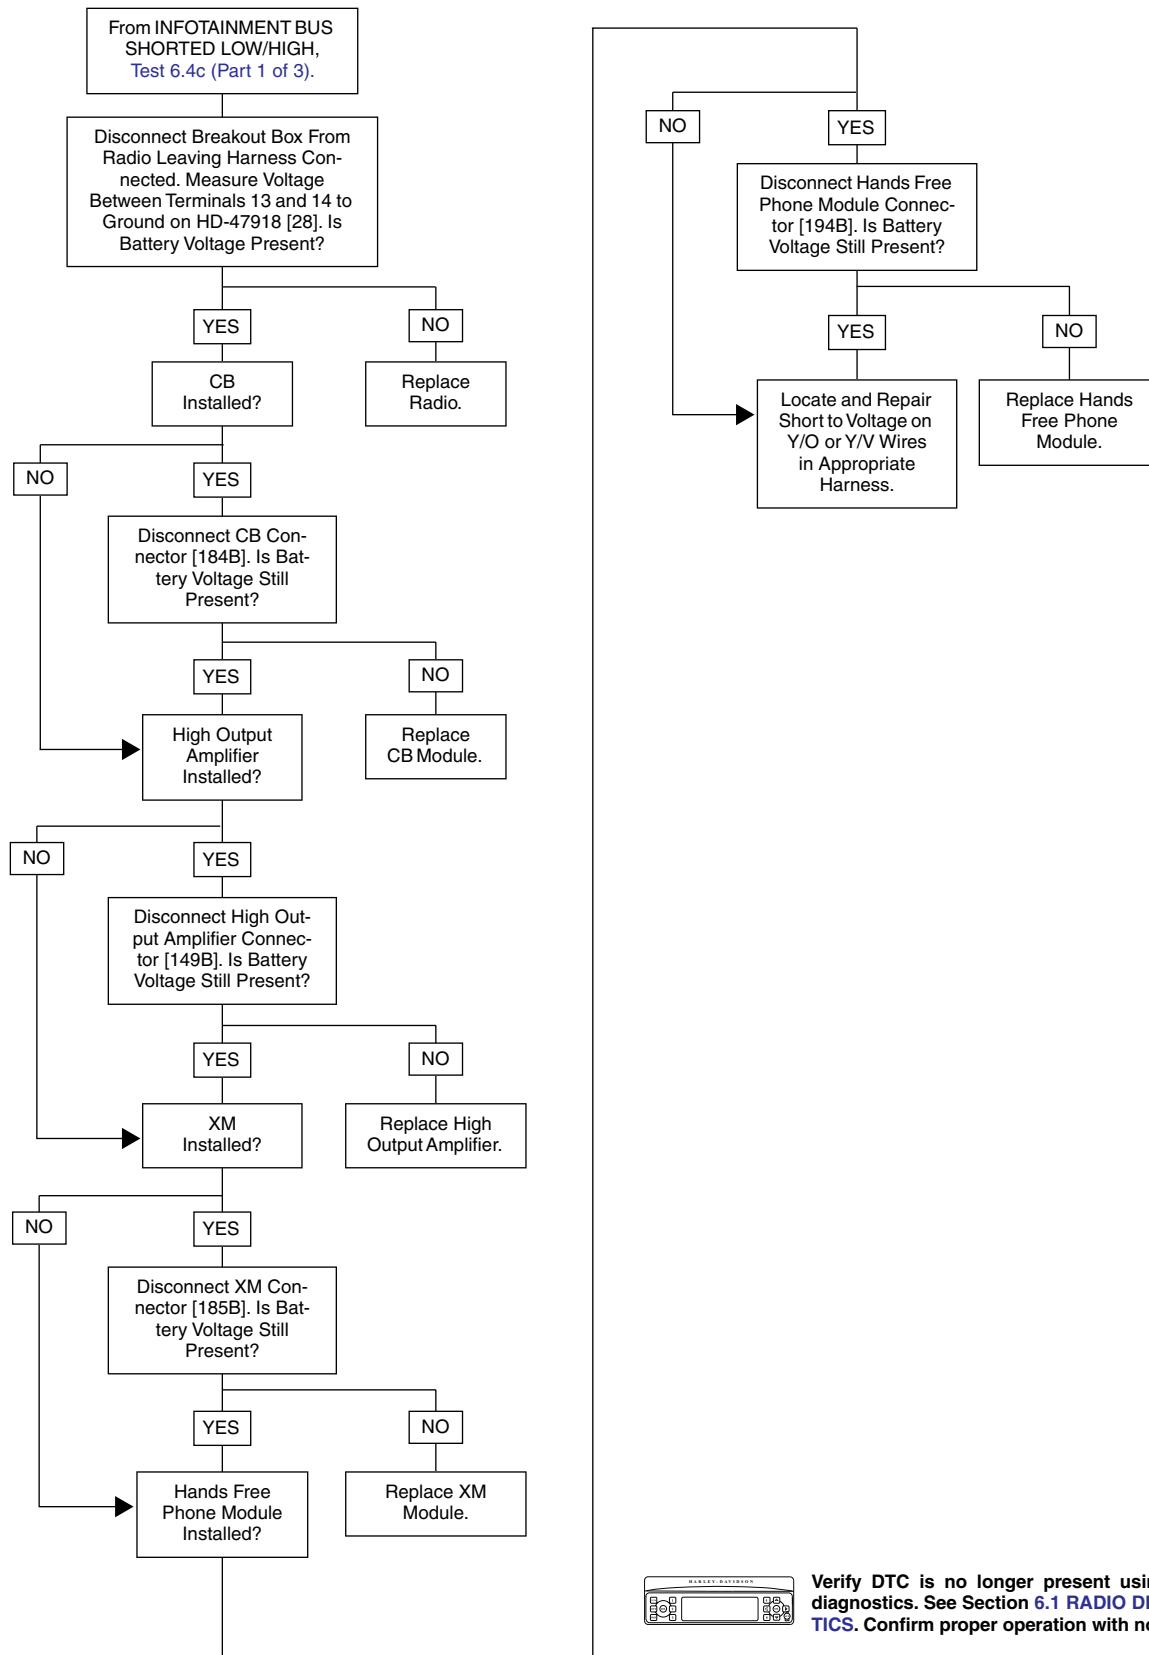 From INFOTAINMENT BUS
SHORTED LOW/HIGH,
Test 6.4c (Part 1 of 3).
Disconnect Breakout Box From
Radio Leaving Harness Con-
nected. Measure Voltage
Between Terminals 13 and 14 to
Ground on HD-47918 [28]. Is
Battery Voltage Present?
YES
NO
CB
Installed?
Replace
Radio.
NO
YES
Disconnect CB Con-
nector [184B]. Is Bat-
tery Voltage Still
Present?
YES
NO
High Output
Amplifier
Installed?
Replace
CB Module.
NO
YES
Disconnect High Out-
put Amplifier Connec-
tor [149B]. Is Battery
Voltage Still Present?
YES
NO
XM
Installed?
Replace High
Output Amplifier.
NO
YES
Disconnect XM Con-
nector [185B]. Is Bat-
tery Voltage Still
Present?
YES
NO
Hands Free
Phone Module
Installed?
Replace XM
Module.
NO
YES
Disconnect Hands Free
Phone Module Connec-
tor [194B]. Is Battery
Voltage Still Present?
YES
NO
Locate and Repair
Short to Voltage on
Y/O or Y/V Wires
in Appropriate
Harness.
Replace Hands
Free Phone
Module.
HARLEY-DAVIDSON
Verify DTC is no longer present usin
diagnostics. See Section 6.1 RADIO DI
TICS. Confirm proper operation with no